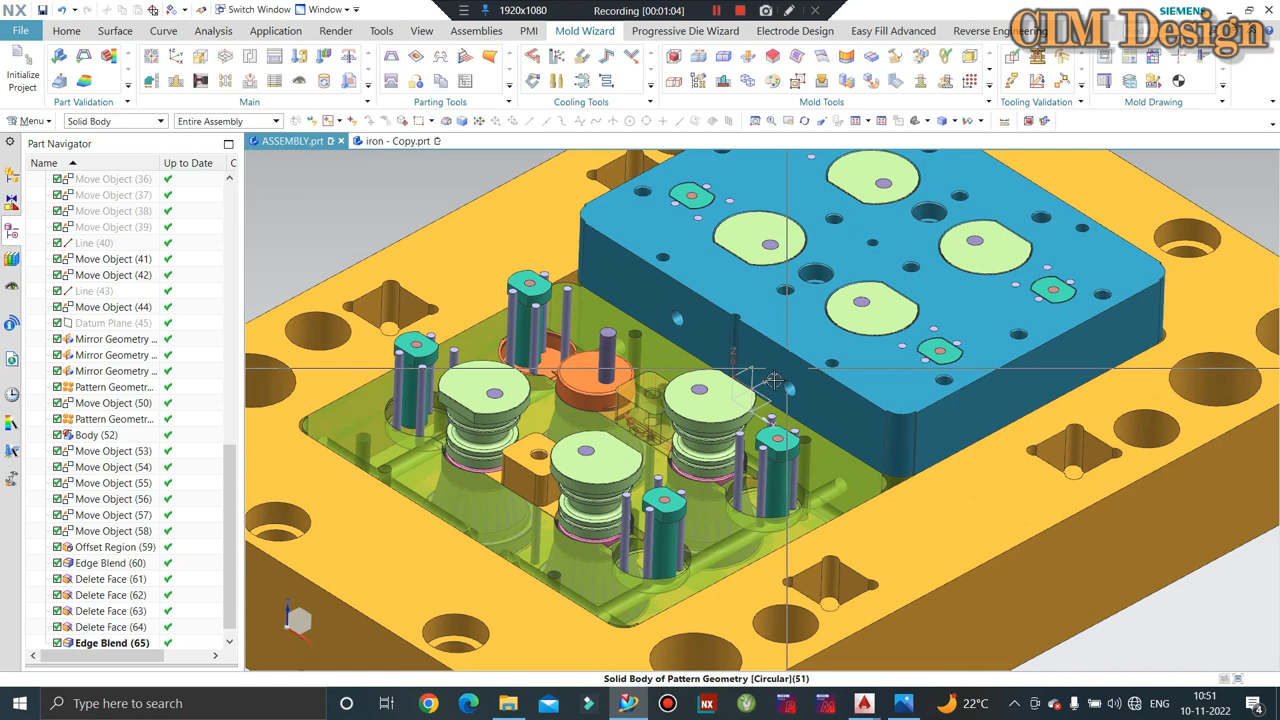 NX
Switch Window
Window
1920x1080
Recording [00:01:04]
SIEMENS
CIM Design
File
Home
Surface
Curve
Analysis
Application
Render
Tools
View
Assemblies
PMI
Mold Wizard
Progressive Die Wizard
Electrode Design
Easy Fill Advanced
Reverse Engineering
Initialize
Project
Part Validation
Main
Parting Tools
Cooling Tools
Mold Tools
Tooling Validation
Mold Drawing
Menu
Solid Body
Entire Assembly
Part Navigator
ASSEMBLY.prt
iron - Copy.prt
Name
Up to Date
C
Move Object (36)
Move Object (37)
Move Object (38)
Move Object (39)
Line (40)
Move Object (41)
Move Object (42)
Line (43)
Move Object (44)
Datum Plane (45)
Mirror Geometry ...
Mirror Geometry ...
Mirror Geometry ...
Pattern Geometr...
Move Object (50)
Pattern Geometr...
Body (52)
Move Object (53)
Move Object (54)
Move Object (55)
Move Object (56)
Move Object (57)
Move Object (58)
Offset Region (59)
Edge Blend (60)
Delete Face (61)
Delete Face (62)
Delete Face (63)
Delete Face (64)
Edge Blend (65)
Z
Solid Body of Pattern Geometry [Circular](51)
Type here to search
22°C
ENG
10:51
10-11-2022